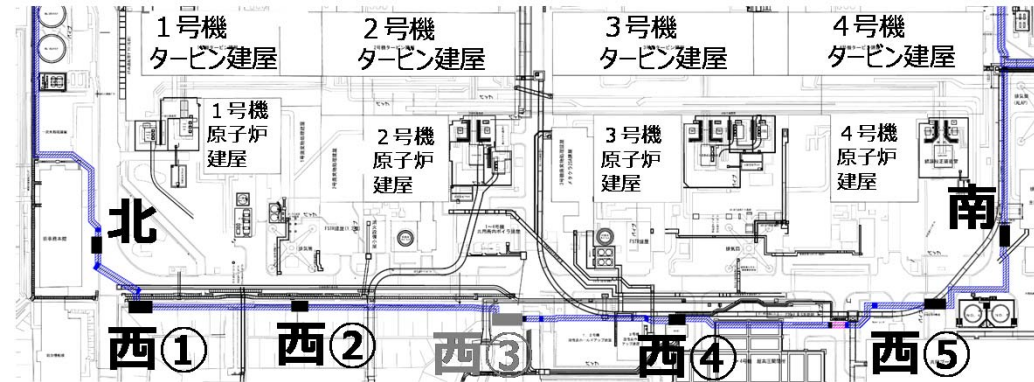 1号機
タービン建屋
2号機
タービン建屋
3号機
タービン建屋
4号機
タービン建屋
1号機
原子炉
建屋
2号機
原子炉
建屋
3号機
原子炉
建屋
4号機
原子炉
建屋
北
南
西①
西②
西③
西④
西⑤